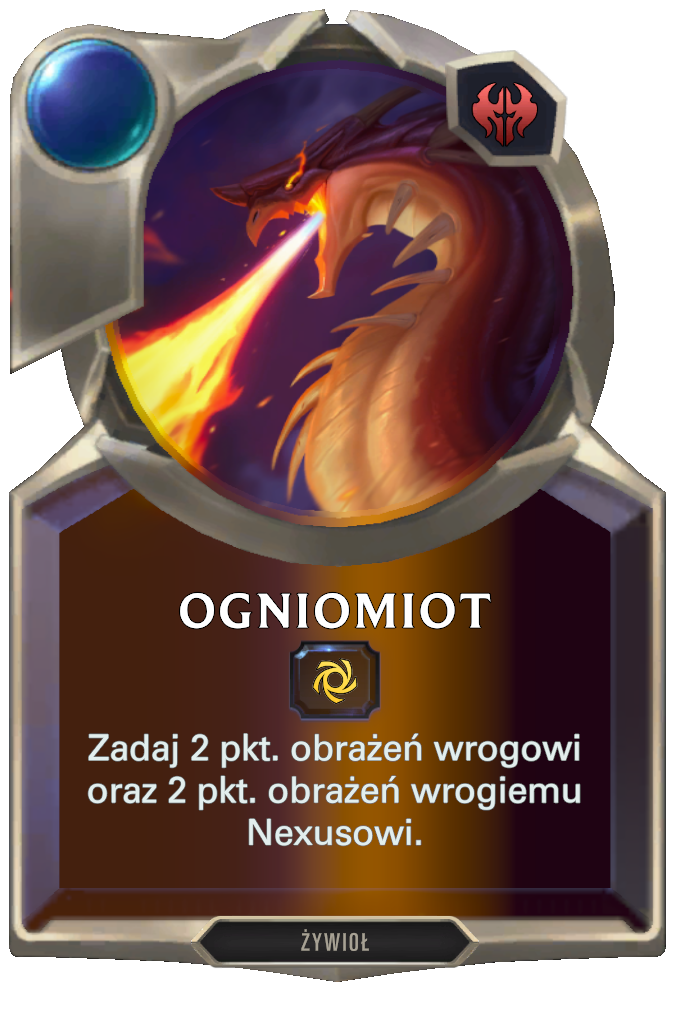 OGNIOMIOT
Zadaj 2 pkt. obrażeń wrogowi
oraz 2 pkt. obrażeń wrogiemu
Nexusowi.
ŻYWIOŁ